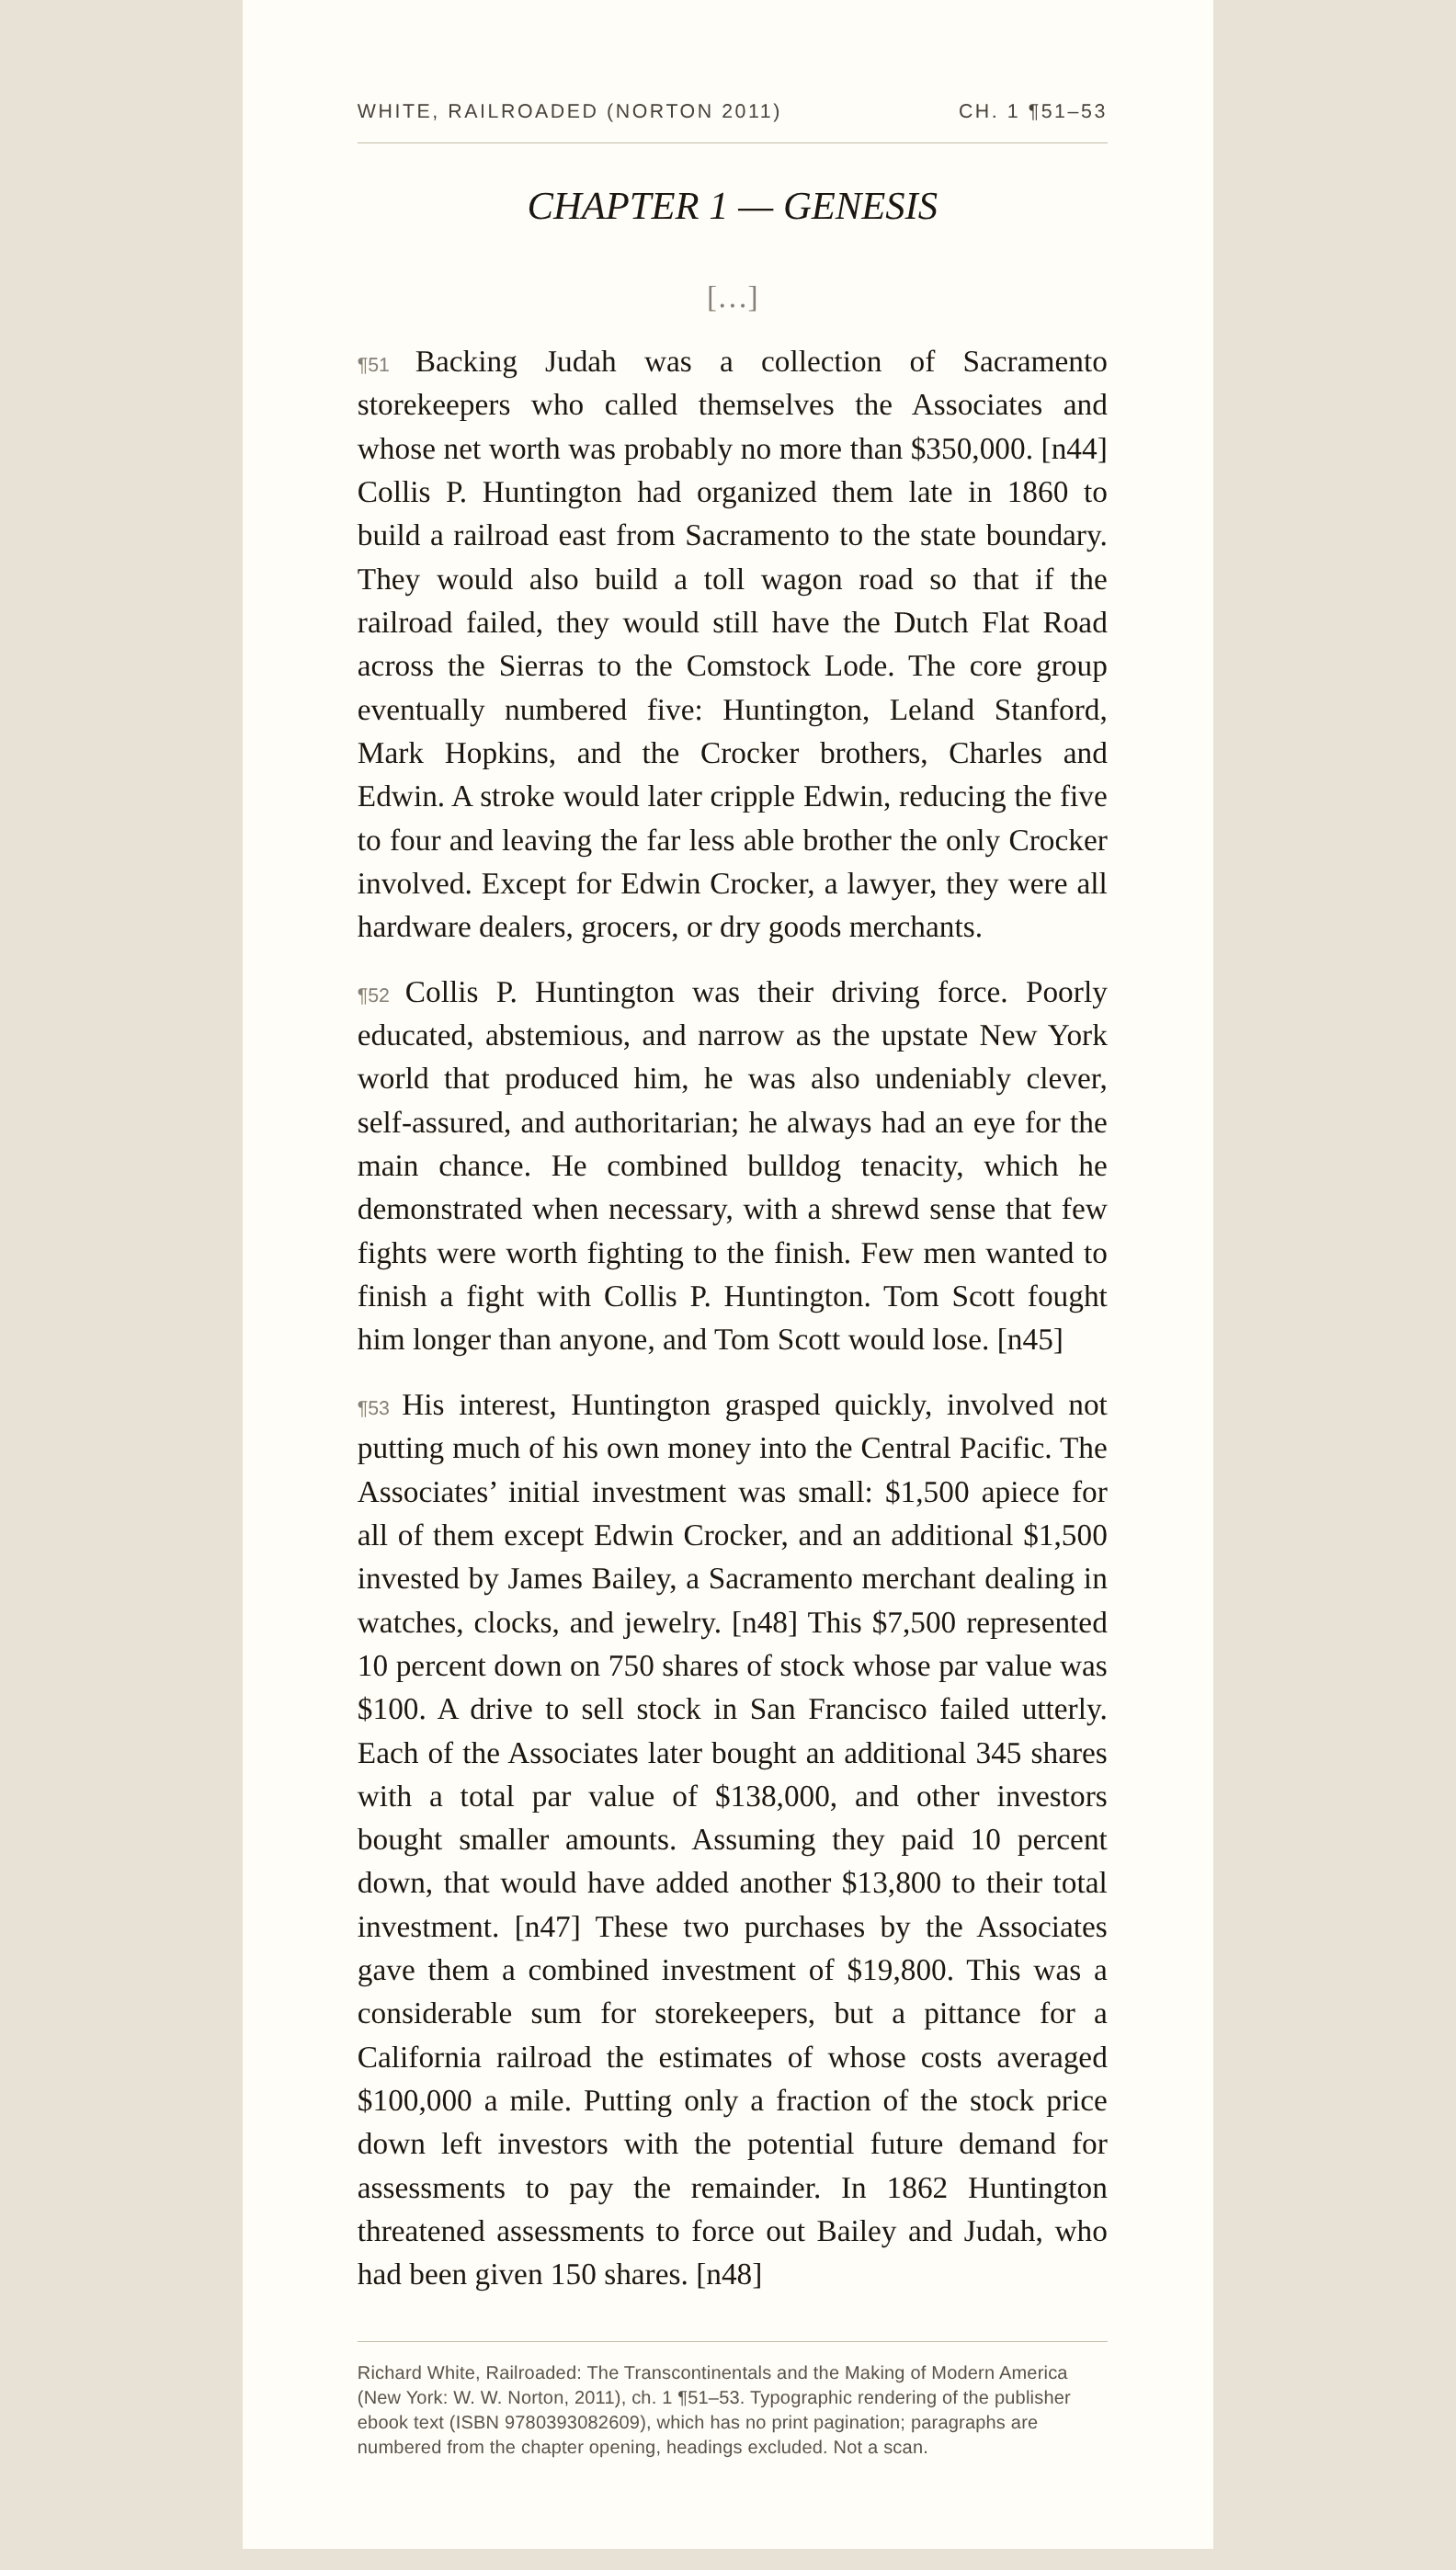 WHITE, RAILROADED (NORTON 2011) CH. 1 ¶51–53
CHAPTER 1 — GENESIS
[…]
¶51 Backing Judah was a collection of Sacramento
storekeepers who called themselves the Associates and
whose net worth was probably no more than $350,000. [n44]
Collis P. Huntington had organized them late in 1860 to
build a railroad east from Sacramento to the state boundary.
They would also build a toll wagon road so that if the
railroad failed, they would still have the Dutch Flat Road
across the Sierras to the Comstock Lode. The core group
eventually numbered five: Huntington, Leland Stanford,
Mark Hopkins, and the Crocker brothers, Charles and
Edwin. A stroke would later cripple Edwin, reducing the five
to four and leaving the far less able brother the only Crocker
involved. Except for Edwin Crocker, a lawyer, they were all
hardware dealers, grocers, or dry goods merchants.
¶52 Collis P. Huntington was their driving force. Poorly
educated, abstemious, and narrow as the upstate New York
world that produced him, he was also undeniably clever,
self-assured, and authoritarian; he always had an eye for the
main chance. He combined bulldog tenacity, which he
demonstrated when necessary, with a shrewd sense that few
fights were worth fighting to the finish. Few men wanted to
finish a fight with Collis P. Huntington. Tom Scott fought
him longer than anyone, and Tom Scott would lose. [n45]
¶53 His interest, Huntington grasped quickly, involved not
putting much of his own money into the Central Pacific. The
Associates’ initial investment was small: $1,500 apiece for
all of them except Edwin Crocker, and an additional $1,500
invested by James Bailey, a Sacramento merchant dealing in
watches, clocks, and jewelry. [n48] This $7,500 represented
10 percent down on 750 shares of stock whose par value was
$100. A drive to sell stock in San Francisco failed utterly.
Each of the Associates later bought an additional 345 shares
with a total par value of $138,000, and other investors
bought smaller amounts. Assuming they paid 10 percent
down, that would have added another $13,800 to their total
investment. [n47] These two purchases by the Associates
gave them a combined investment of $19,800. This was a
considerable sum for storekeepers, but a pittance for a
California railroad the estimates of whose costs averaged
$100,000 a mile. Putting only a fraction of the stock price
down left investors with the potential future demand for
assessments to pay the remainder. In 1862 Huntington
threatened assessments to force out Bailey and Judah, who
had been given 150 shares. [n48]
Richard White, Railroaded: The Transcontinentals and the Making of Modern America
(New York: W. W. Norton, 2011), ch. 1 ¶51–53. Typographic rendering of the publisher
ebook text (ISBN 9780393082609), which has no print pagination; paragraphs are
numbered from the chapter opening, headings excluded. Not a scan.